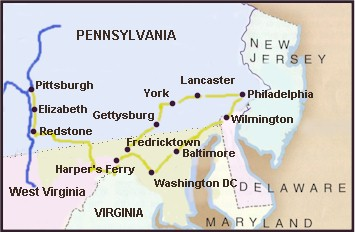 PENNSYLVANIA
NEW
JERSEY
Pittsburgh
Lancaster
York
Philadelphia
Elizabeth
Gettysburg
Wilmington
Redstone
Fredricktown
Baltimore
Harper's Ferry
West Virginia
Washington DC
DELAWARE
VIRGINIA
MARYLAND